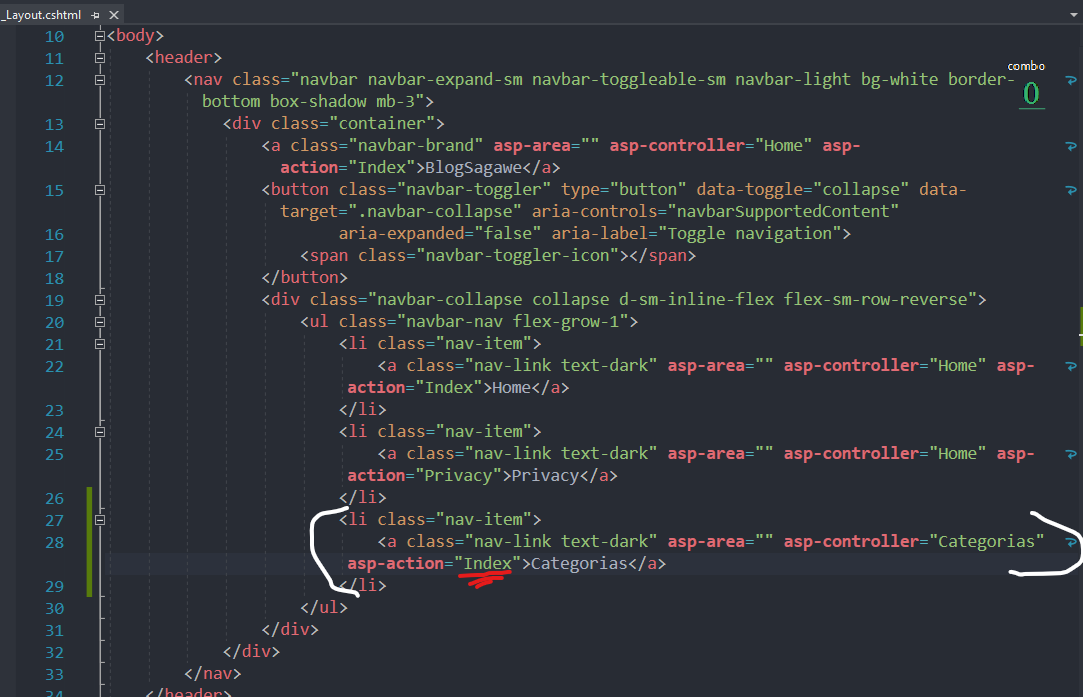 _Layout.cshtml
combo
0
10 <body>
11 <header>
12 <nav class="navbar navbar-expand-sm navbar-toggleable-sm navbar-light bg-white border-
bottom box-shadow mb-3">
13 <div class="container">
14 <a class="navbar-brand" asp-area="" asp-controller="Home" asp-
action="Index">BlogSagawe</a>
15 <button class="navbar-toggler" type="button" data-toggle="collapse" data-
target=".navbar-collapse" aria-controls="navbarSupportedContent"
16 aria-expanded="false" aria-label="Toggle navigation">
17 <span class="navbar-toggler-icon"></span>
18 </button>
19 <div class="navbar-collapse collapse d-sm-inline-flex flex-sm-row-reverse">
20 <ul class="navbar-nav flex-grow-1">
21 <li class="nav-item">
22 <a class="nav-link text-dark" asp-area="" asp-controller="Home" asp-
action="Index">Home</a>
23 </li>
24 <li class="nav-item">
25 <a class="nav-link text-dark" asp-area="" asp-controller="Home" asp-
action="Privacy">Privacy</a>
26 </li>
27 <li class="nav-item">
28 <a class="nav-link text-dark" asp-area="" asp-controller="Categorias"
asp-action="Index">Categorias</a>
29 </li>
30 </ul>
31 </div>
32 </div>
33 </nav>
34 </header>